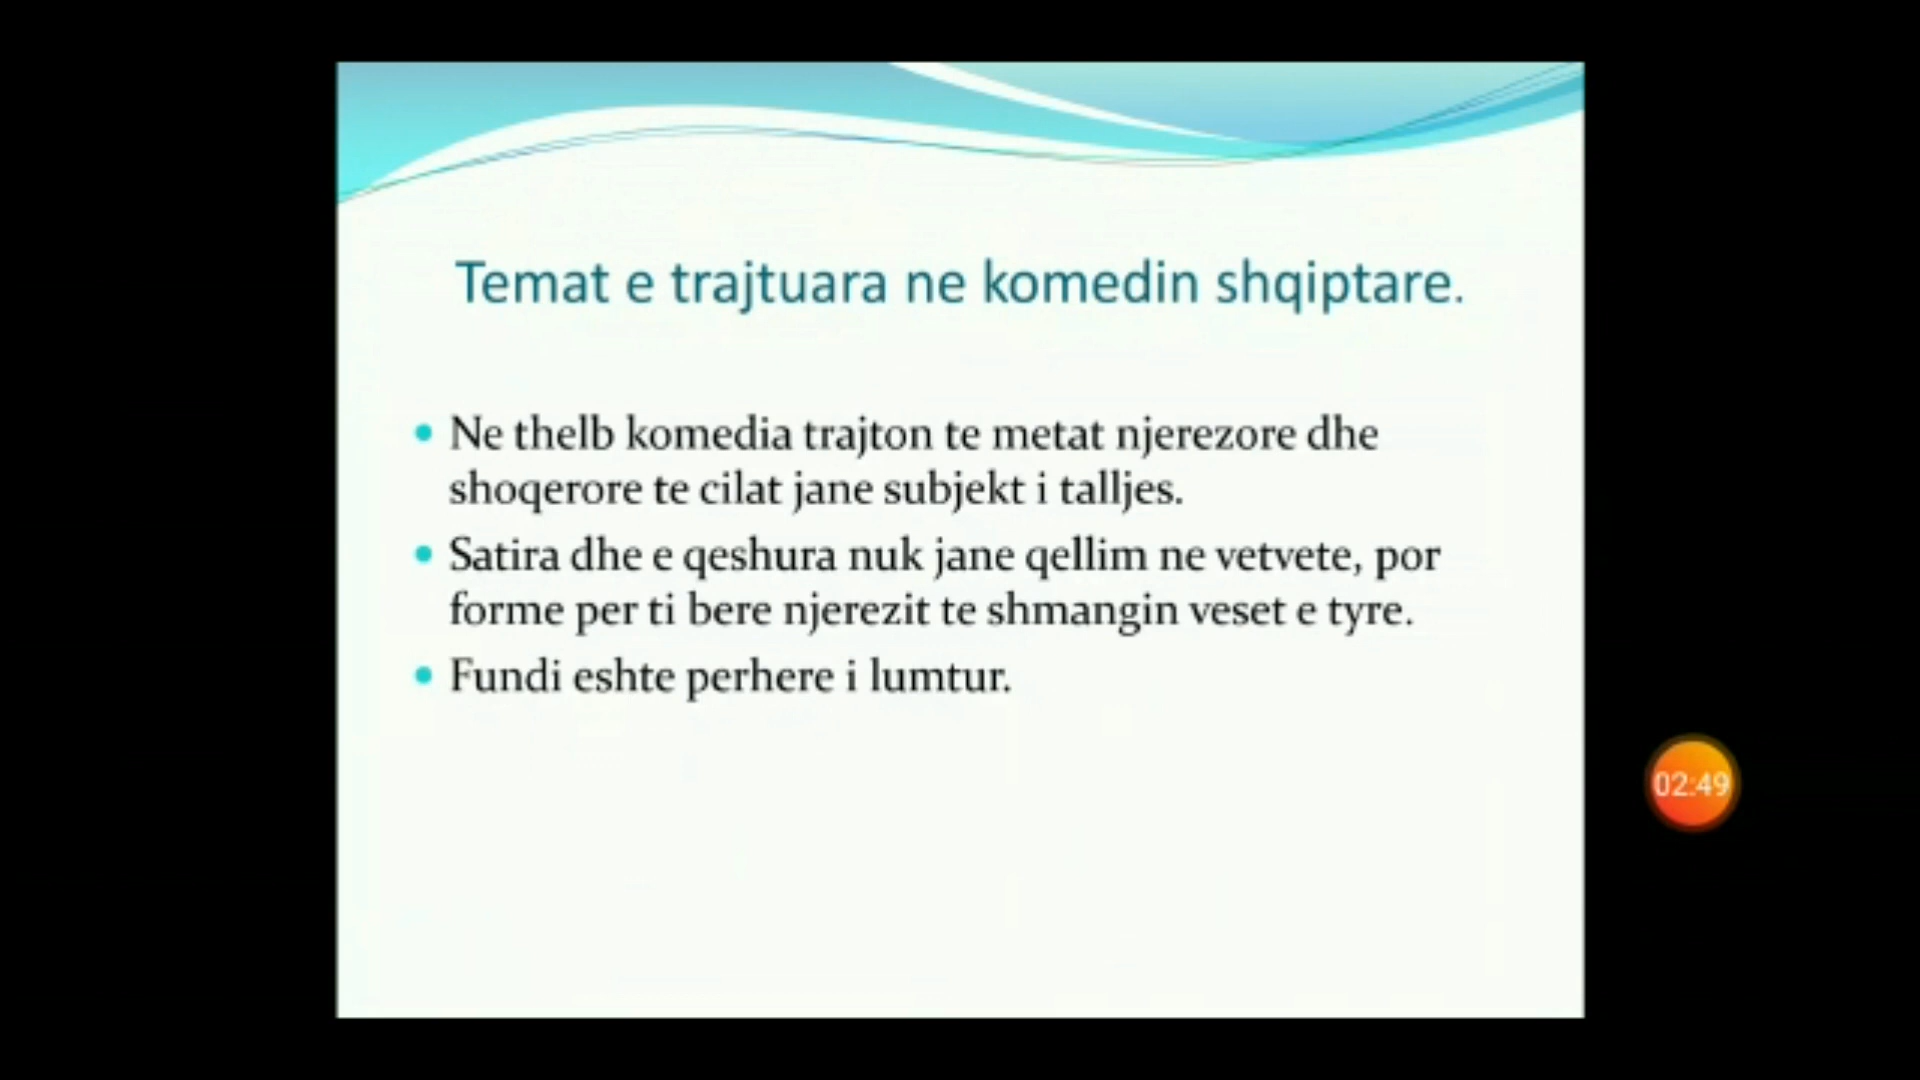 Temat e trajtuara ne komedin shqiptare.
• Ne thelb komedia trajton te metat njerezore dhe
shoqerore te cilat jane subjekt i talljes.
• Satira dhe e qeshura nuk jane qellim ne vetvete, por
forme per ti bere njerezit te shmangin veset e tyre.
• Fundi eshte perhere i lumtur.
02:49